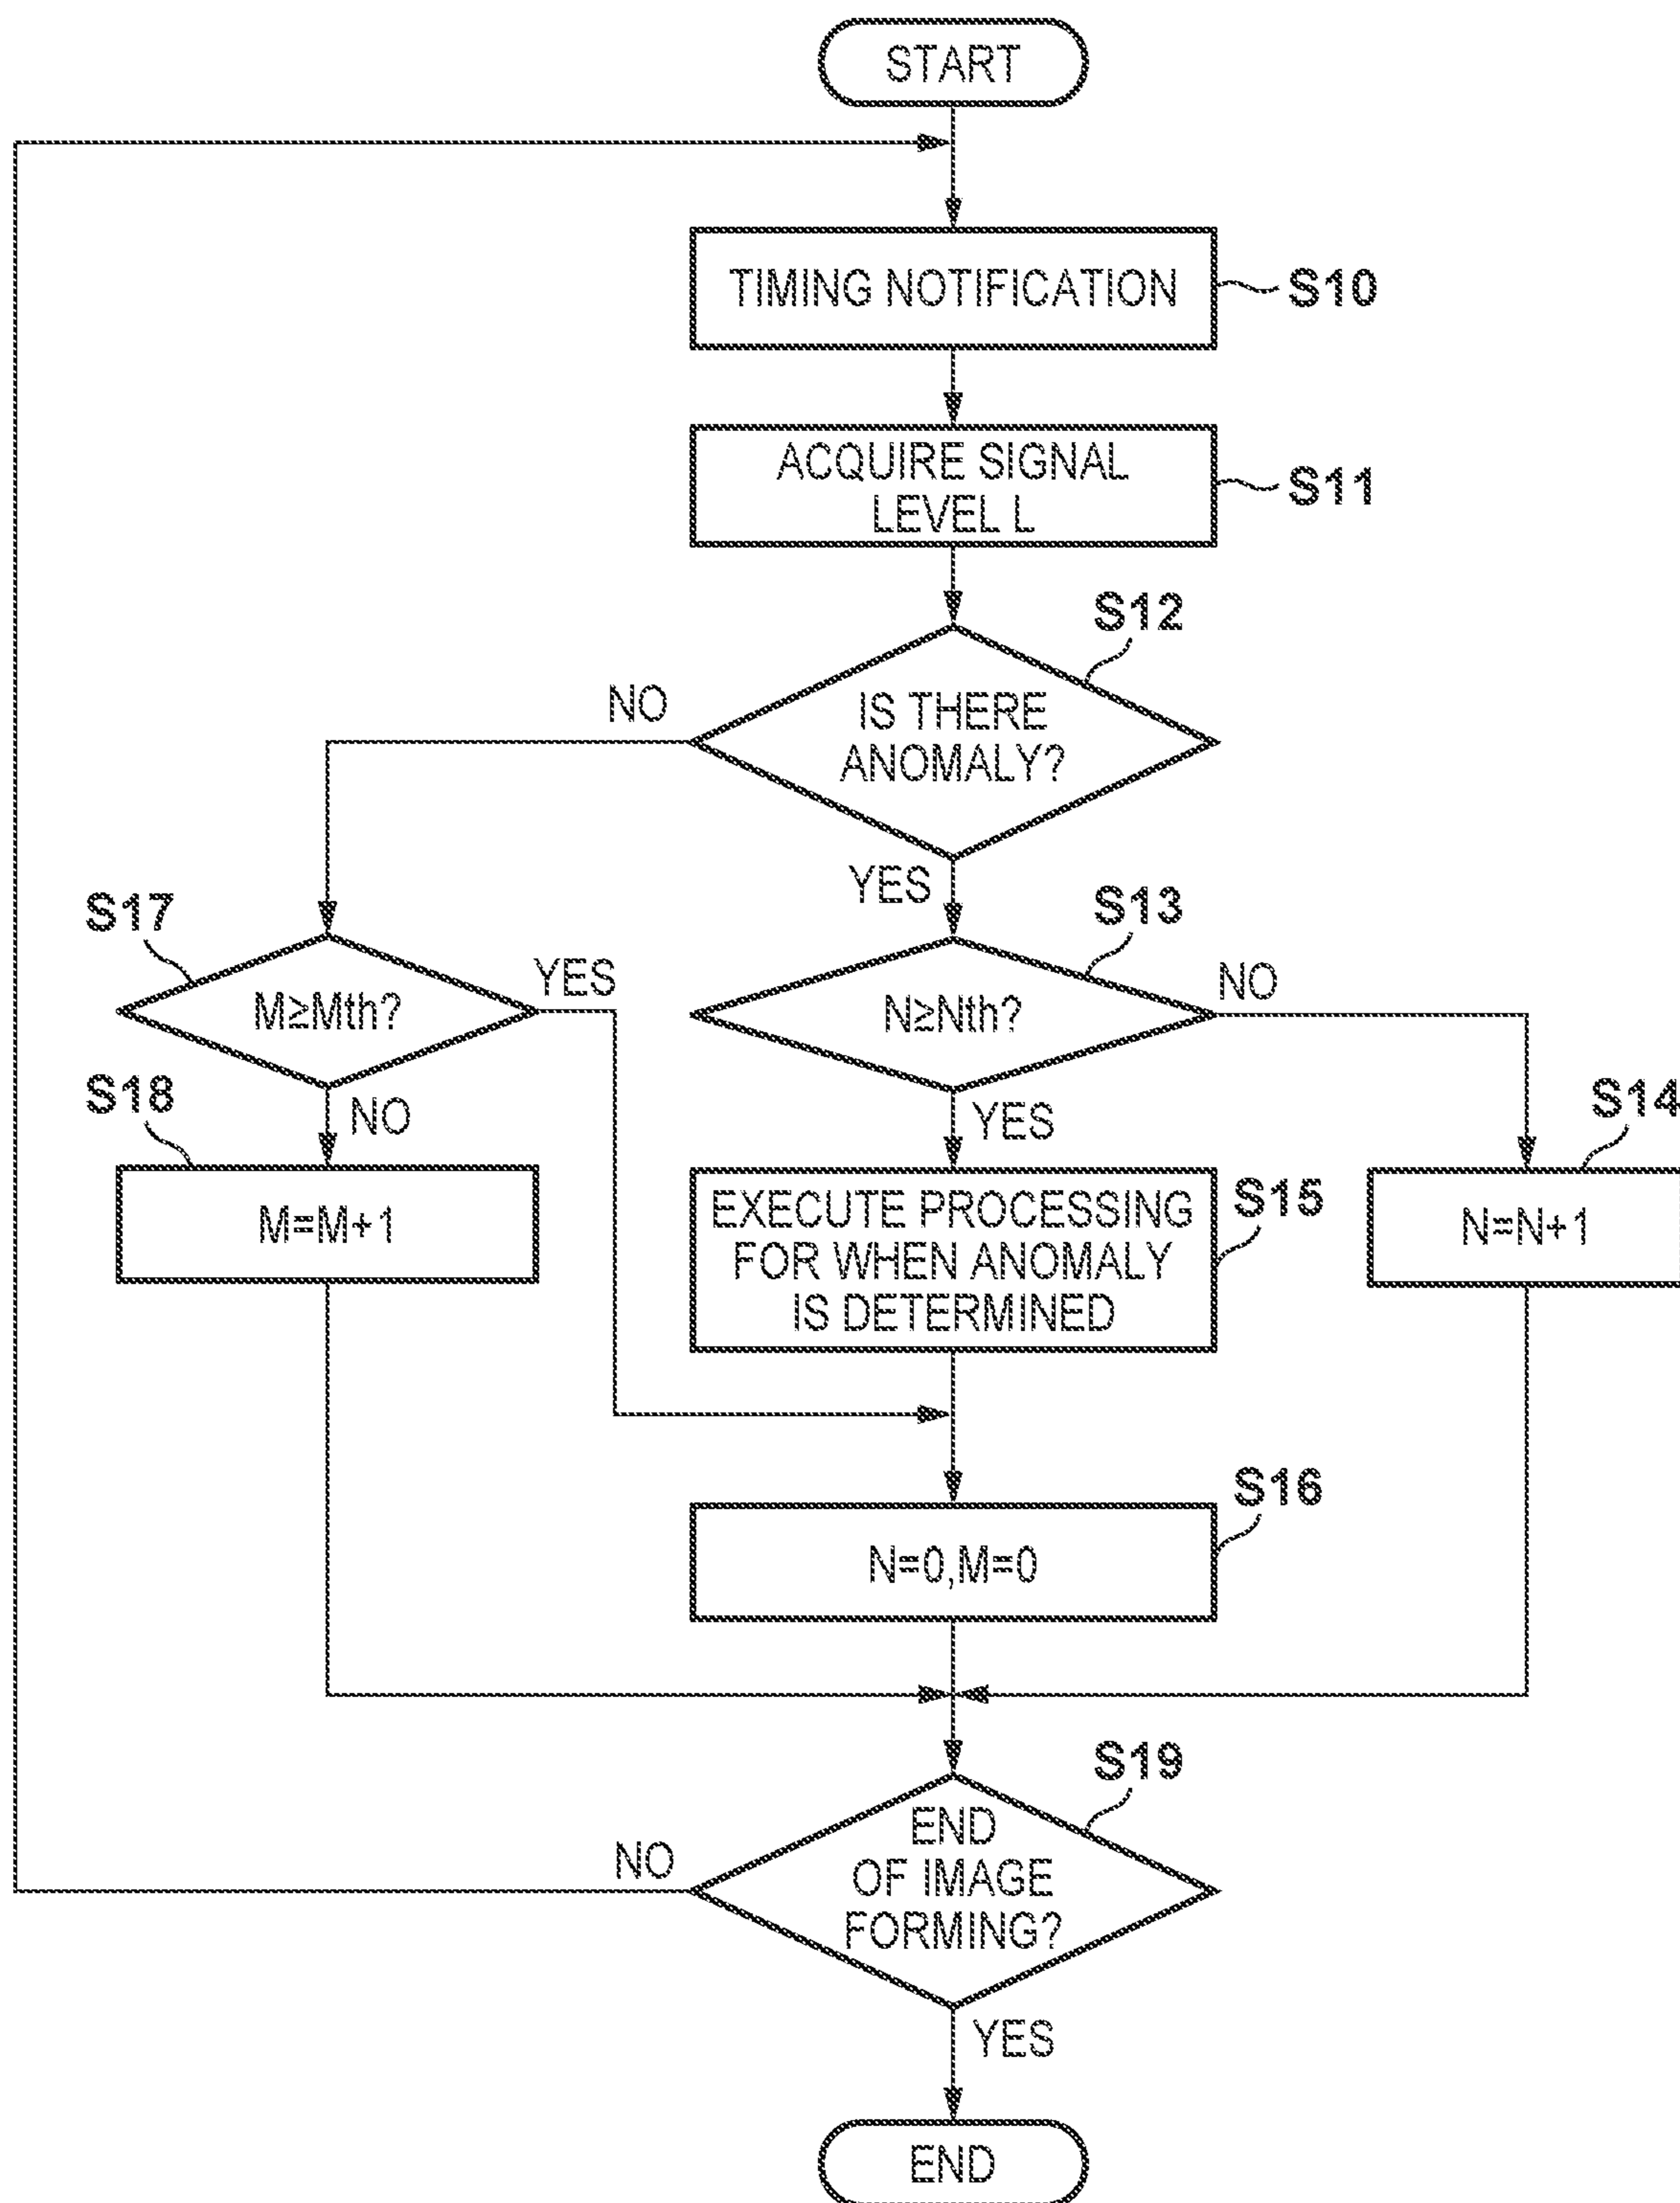 START
TIMING NOTIFICATION
S10
ACQUIRE SIGNAL
LEVEL L
S11
S12
IS THERE
ANOMALY?
NO
YES
S17
S13
M≥Mth?
YES
N≥Nth?
NO
S18
NO
YES
S14
M=M+1
EXECUTE PROCESSING
FOR WHEN ANOMALY
IS DETERMINED
S15
N=N+1
S16
N=0,M=0
S19
END
OF IMAGE
FORMING?
NO
YES
END